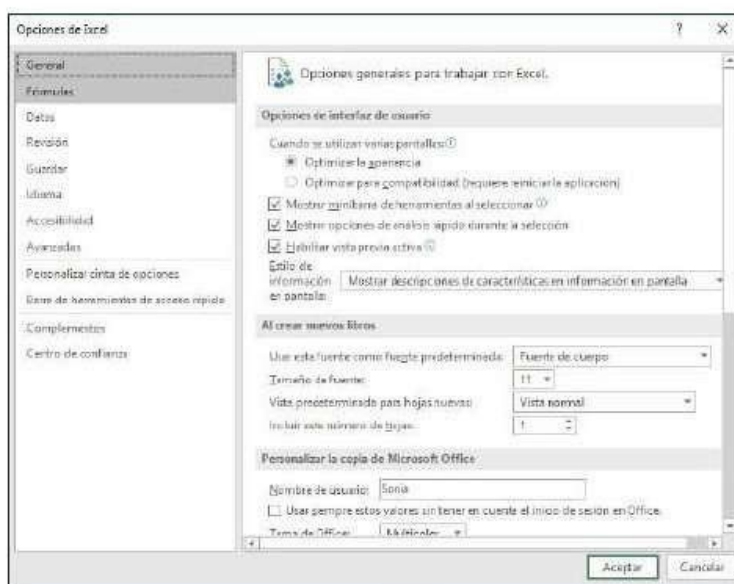 Opciones de Excel
? X
General
Fórmulas
Datos
Revisión
Guardar
Idioma
Accesibilidad
Avanzadas
Personalizar cinta de opciones
Barra de herramientas de acceso rápido
Complementos
Centro de confianza
Opciones generales para trabajar con Excel.
Opciones de interfaz de usuario
Cuando se utilizan varias pantallas:
Optimizar la apariencia
Optimizar para compatibilidad (requiere reiniciar la aplicación)
Mostrar minibarra de herramientas al seleccionar
Mostrar opciones de análisis rápido durante la selección
Habilitar vista previa activa
Estilo de
información
en pantalla: Mostrar descripciones de características en información en pantalla
Al crear nuevos libros
Usar esta fuente como fuente predeterminada: Fuente de cuerpo
Tamaño de fuente: 11
Vista predeterminada para hojas nuevas: Vista normal
Incluir este número de hojas: 1
Personalizar la copia de Microsoft Office
Nombre de usuario: Sonia
Usar siempre estos valores sin tener en cuenta el inicio de sesión en Office.
Tema de Office: Multicolor
Aceptar Cancelar